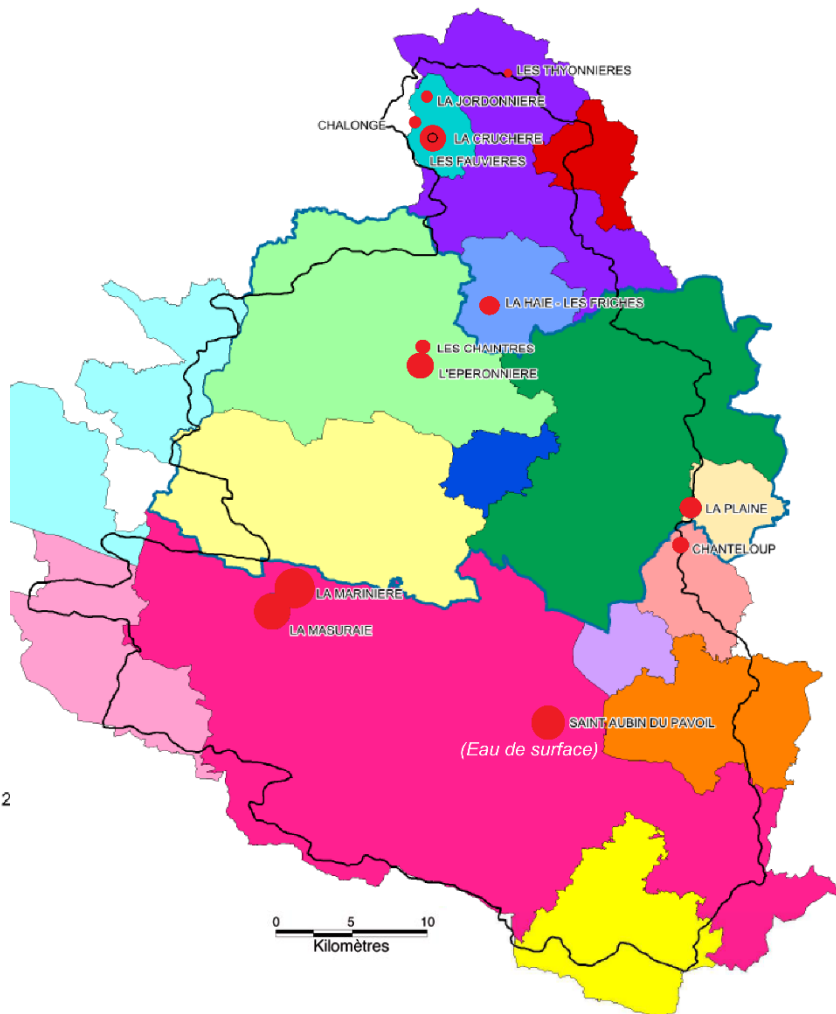 LES THYONNIERES
LA JORDONNIERE
CHALONGE
LA CRUCHERE
LES FAUVIERES
LA HAIE - LES FRICHES
LES CHAINTRES
L'EPERONNIERE
LA PLAINE
CHANTELOUP
LA MARINIERE
LA MASURAIE
SAINT AUBIN DU PAVOIL
(Eau de surface)
2
0 5 10
Kilomètres